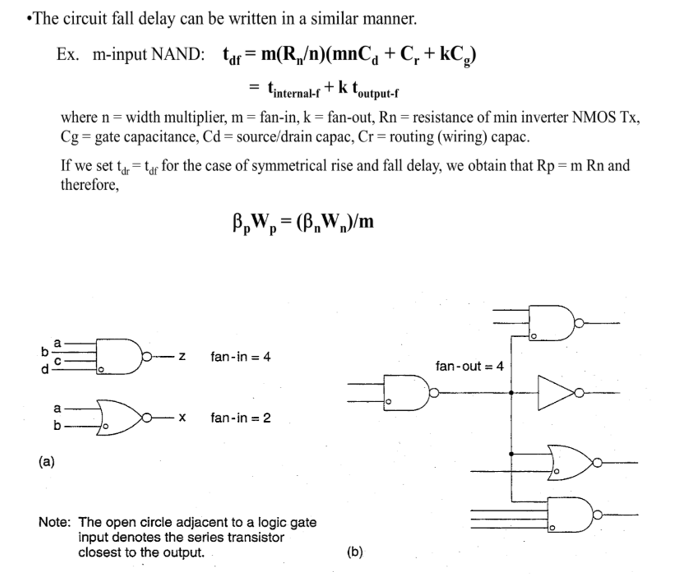 •The circuit fall delay can be written in a similar manner.
Ex. m-input NAND: tdf = m(Rn/n)(mnCd + Cr + kCg)
= tinternal-f + k toutput-f
where n = width multiplier, m = fan-in, k = fan-out, Rn = resistance of min inverter NMOS Tx,
Cg = gate capacitance, Cd = source/drain capac, Cr = routing (wiring) capac.
If we set tdr = tdf for the case of symmetrical rise and fall delay, we obtain that Rp = m Rn and
therefore,
βpWp = (βnWn)/m
a
b
c
d
z
fan-in = 4
a
b
x
fan-in = 2
(a)
fan-out = 4
Note: The open circle adjacent to a logic gate
input denotes the series transistor
closest to the output.
(b)